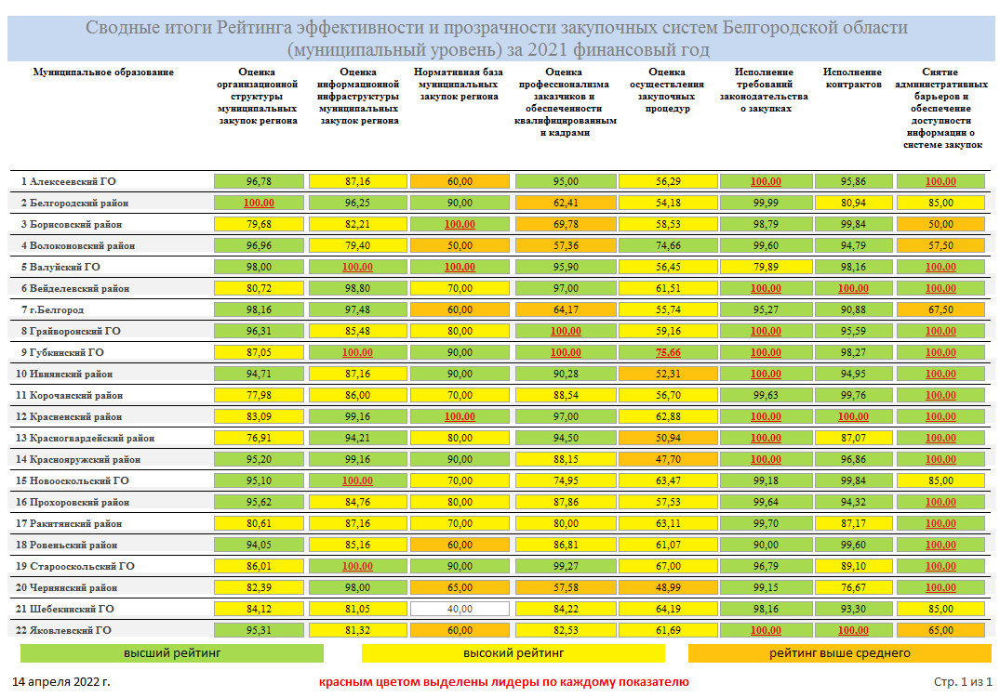 Сводные итоги Рейтинга эффективности и прозрачности закупочных систем Белгородской области
(муниципальный уровень) за 2021 финансовый год
Муниципальное образование
Оценка
организационной
структуры
муниципальных
закупок региона
Оценка
информационной
инфраструктуры
муниципальных
закупок региона
Нормативная база
муниципальных
закупок региона
Оценка
профессионализма
заказчиков и
обеспеченности
квалифицированным
и кадрами
Оценка
осуществления
закупочных
процедур
Исполнение
требований
законодательства
о закупках
Исполнение
контрактов
Снятие
административных
барьеров и
обеспечение
доступности
информации о
системе закупок
1 Алексеевский ГО 96,78 87,16 60,00 95,00 56,29 100,00 95,86 100,00
2 Белгородский район 100,00 96,25 90,00 62,41 54,18 99,99 80,94 85,00
3 Борисовский район 79,68 82,21 100,00 69,78 58,53 98,79 99,84 50,00
4 Волоконовский район 96,96 79,40 50,00 57,36 74,66 99,60 94,79 57,50
5 Валуйский ГО 98,00 100,00 100,00 95,90 56,45 79,89 98,16 100,00
6 Вейделевский район 80,72 98,80 70,00 97,00 61,51 100,00 100,00 100,00
7 г.Белгород 98,16 97,48 60,00 64,17 55,74 95,27 90,88 67,50
8 Грайворонский ГО 96,31 85,48 80,00 100,00 59,16 100,00 95,59 100,00
9 Губкинский ГО 87,05 100,00 90,00 100,00 75,66 100,00 98,27 100,00
10 Ивнянский район 94,71 87,16 90,00 90,28 52,31 100,00 94,95 100,00
11 Корочанский район 77,98 86,00 70,00 88,54 56,70 99,63 99,76 100,00
12 Красненский район 83,09 99,16 100,00 97,00 62,88 100,00 100,00 100,00
13 Красногвардейский район 76,91 94,21 80,00 94,50 50,94 100,00 87,07 100,00
14 Краснояружский район 95,20 99,16 90,00 88,15 47,70 100,00 96,86 100,00
15 Новооскольский ГО 95,10 100,00 70,00 74,95 63,47 99,18 99,84 85,00
16 Прохоровский район 95,62 84,76 80,00 87,86 57,53 99,64 94,32 100,00
17 Ракитянский район 80,61 87,16 70,00 80,00 63,11 99,70 87,17 100,00
18 Ровеньский район 94,05 85,16 60,00 86,81 61,07 90,00 99,60 100,00
19 Старооскольский ГО 86,01 100,00 90,00 99,27 67,00 96,79 89,10 100,00
20 Чернянский район 82,39 98,00 65,00 57,58 48,99 99,15 76,67 100,00
21 Шебекинский ГО 84,12 81,05 40,00 84,22 64,19 98,16 93,30 85,00
22 Яковлевский ГО 95,31 81,32 60,00 82,53 61,69 100,00 100,00 65,00
высший рейтинг высокий рейтинг рейтинг выше среднего
14 апреля 2022 г. красным цветом выделены лидеры по каждому показателю Стр. 1 из 1